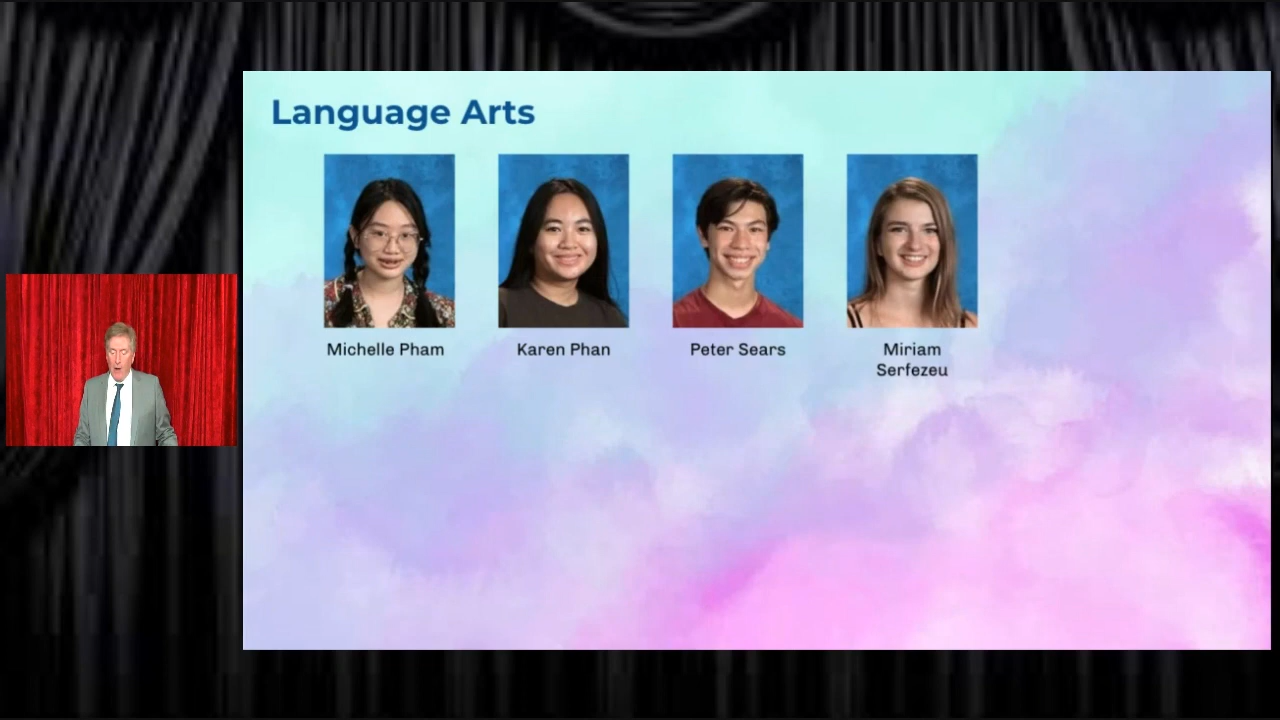 Language Arts
Michelle Pham
Karen Phan
Peter Sears
Miriam
Serfezeu